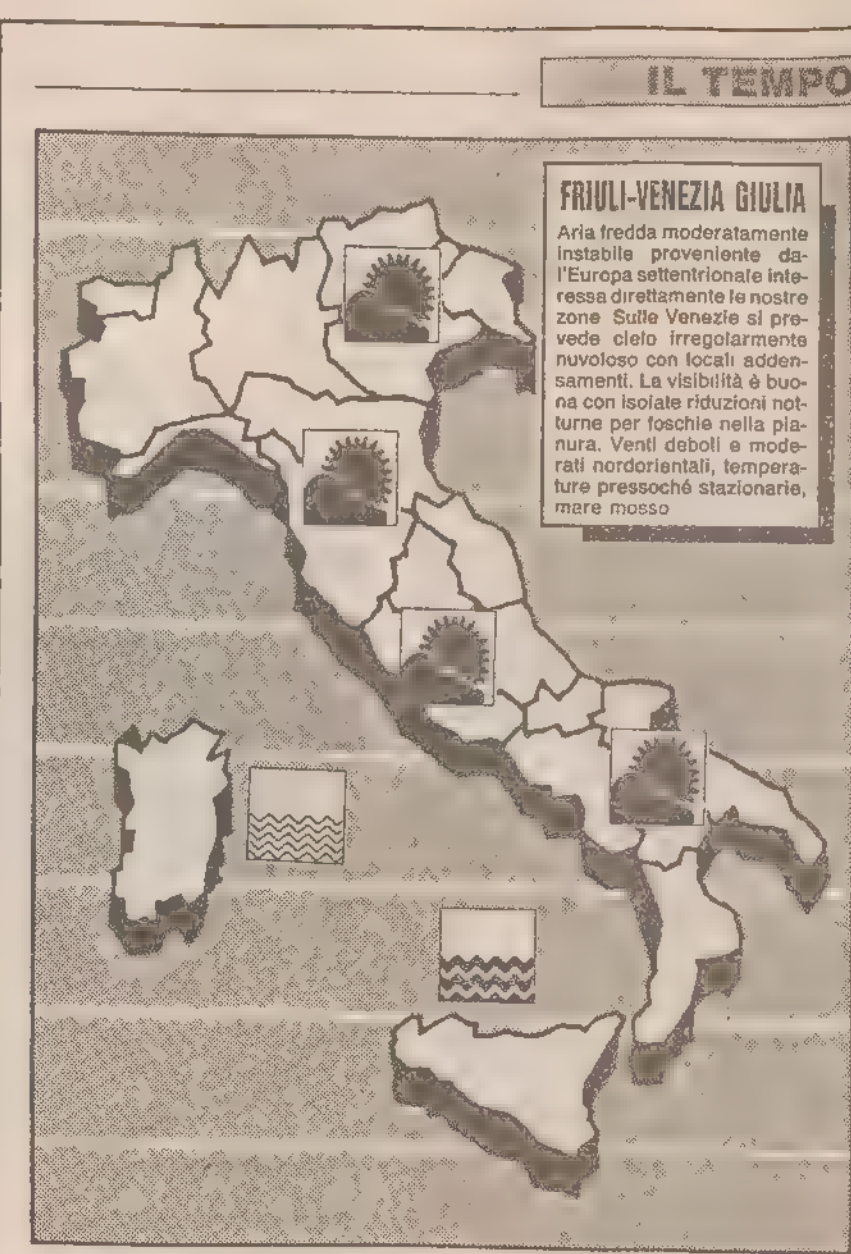 IL TEMPO
FRIULI-VENEZIA GIULIA
Aria fredda moderatamente
instabile proveniente da-
l'Europa settentrionale inte-
ressa direttamente le nostre
zone Sulle Venezie si pre-
vede cielo irregolarmente
nuvoloso con locali adden-
samenti. La visibilità è buo-
na con isolate riduzioni not-
turne per foschie nella pia-
nura. Venti deboli e mode-
rati nordorientali, tempera-
ture pressoché stazionarie,
mare mosso